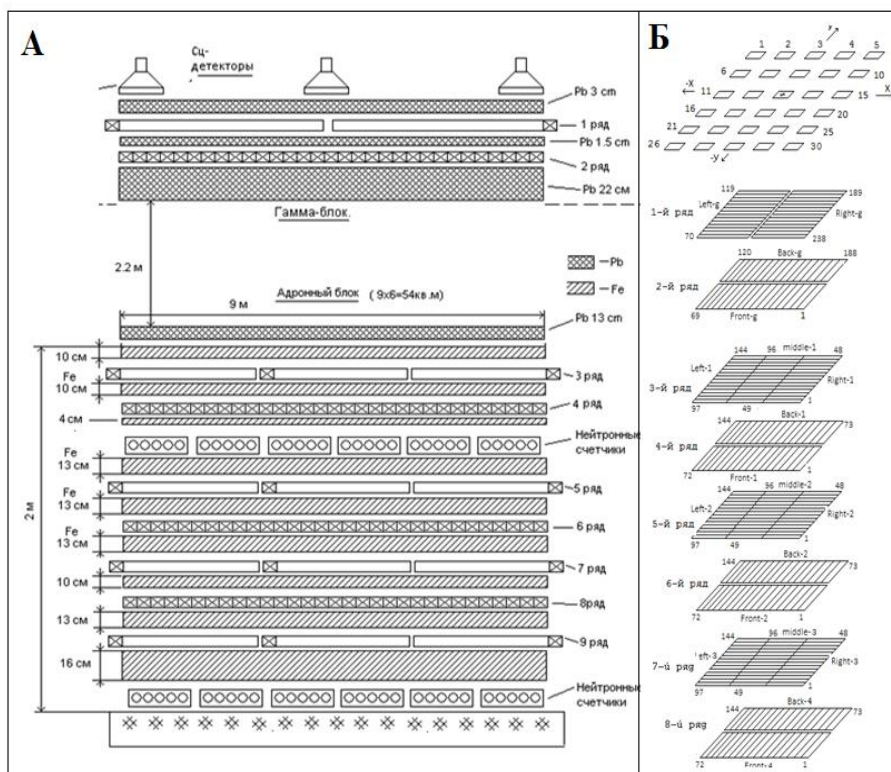 А
Сц-
детекторы
Pb 3 cm
1 ряд
Pb 1.5 cm
2 ряд
Pb 22 см
Гамма-блок.
2.2 м
—Pb
—Fe
Адронный блок ( 9x6=54кв.м)
9 м
Pb 13 cm
10 см
3 ряд
Fe
10 см
4 ряд
4 см
Нейтронные
счетчики
Fe
13 см
2 м
Fe
13 см
5 ряд
Fe
13 см
6 ряд
7 ряд
10 см
8ряд
13 см
9 ряд
16 см
Нейтронные
счетчики
Б
Y
1 2 3 4 5
6 10
-X 11 15 X
16 20
21 25
26 30
-Y
1-й ряд
119 189
Left-g Right-g
70 238
2-й ряд
120 Back-g 188
69 Front-g 1
3-й ряд
144 96 middle-1 48
Left-1 Right-1
97 1
4-й ряд
144 Back-1 73
72 Front-1 1
5-й ряд
144 96 middle-2 48
Left-2 Right-2
97 49 1
6-й ряд
144 Back-2 73
72 Front-2 1
7-й ряд
144 96 middle-3 48
Left-3 Right-3
97 49 1
8-й ряд
144 Back-4 73
72 Front-4 1